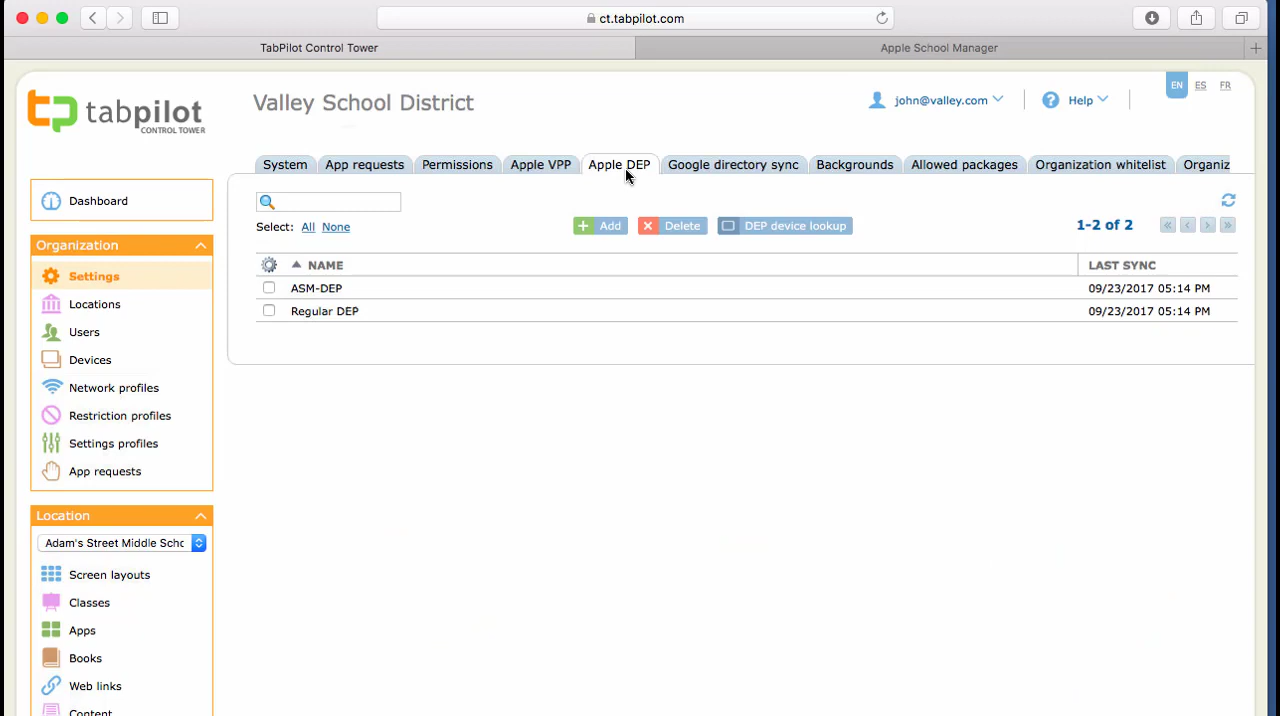 ct.tabpilot.com
TabPilot Control Tower
Apple School Manager
tabpilot
CONTROL TOWER
Valley School District
john@valley.com
Help
EN
ES
FR
System
App requests
Permissions
Apple VPP
Apple DEP
Google directory sync
Backgrounds
Allowed packages
Organization whitelist
Organiz
Dashboard
Organization
Settings
Locations
Users
Devices
Network profiles
Restriction profiles
Settings profiles
App requests
Location
Adam's Street Middle Scho
Screen layouts
Classes
Apps
Books
Web links
Content
Select: All None
Add
Delete
DEP device lookup
1-2 of 2
NAME LAST SYNC
ASM-DEP 09/23/2017 05:14 PM
Regular DEP 09/23/2017 05:14 PM